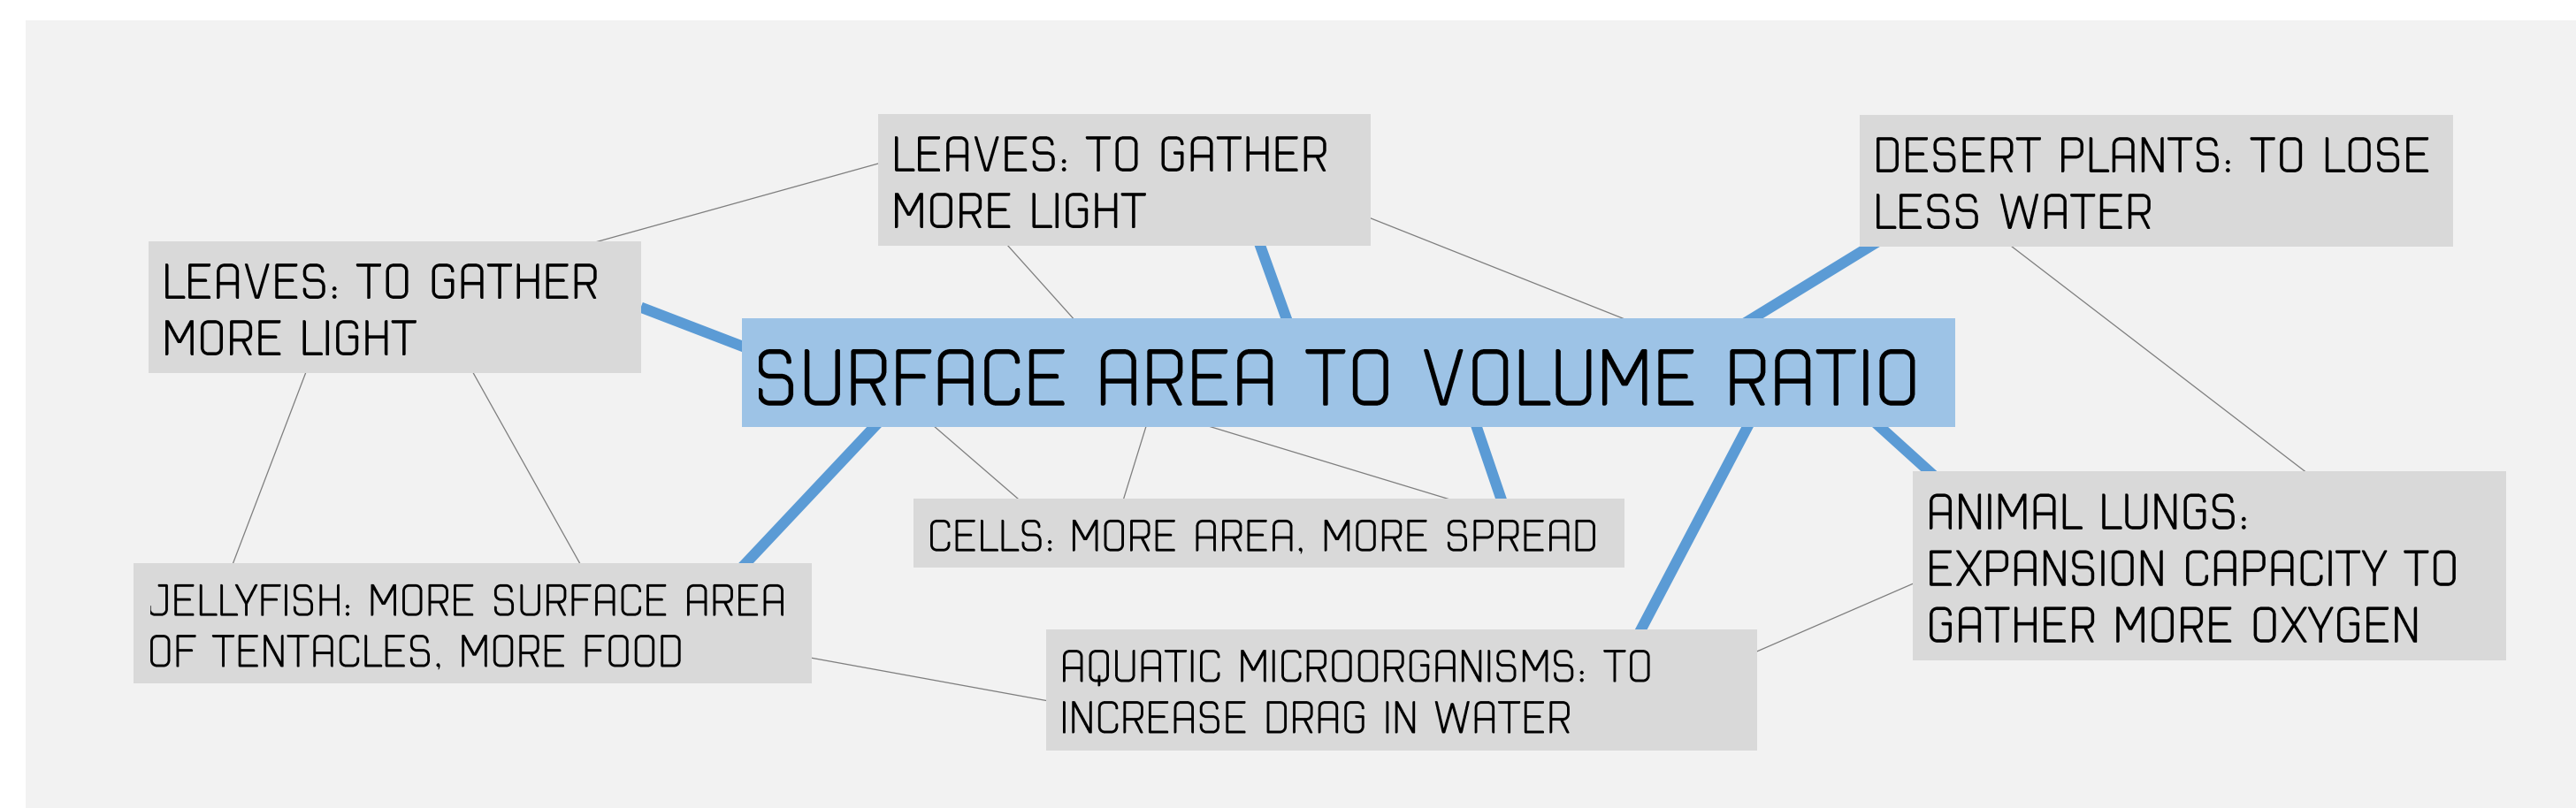 LEAVES: TO GATHER
MORE LIGHT
DESERT PLANTS: TO LOSE
LESS WATER
LEAVES: TO GATHER
MORE LIGHT
SURFACE AREA TO VOLUME RATIO
CELLS: MORE AREA, MORE SPREAD
ANIMAL LUNGS:
EXPANSION CAPACITY TO
GATHER MORE OXYGEN
JELLYFISH: MORE SURFACE AREA
OF TENTACLES, MORE FOOD
AQUATIC MICROORGANISMS: TO
INCREASE DRAG IN WATER